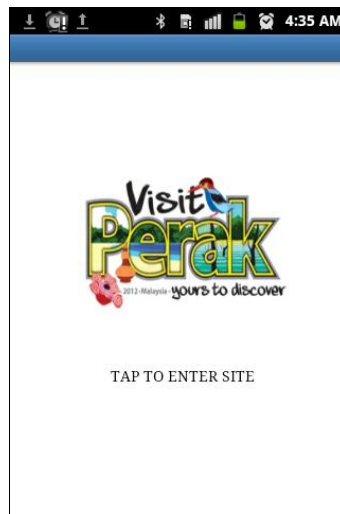 4:35 AM
Visit
Perak
2012-Malaysia - yours to discover
TAP TO ENTER SITE